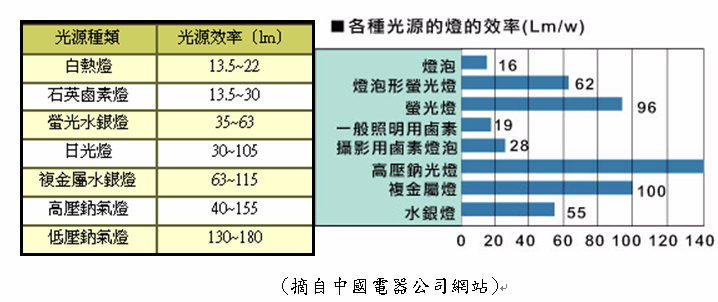 光源種類 光源效率〔lm〕
白熱燈 13.5~22
石英鹵素燈 13.5~30
螢光水銀燈 35~63
日光燈 30~105
複金屬水銀燈 63~115
高壓鈉氣燈 40~155
低壓鈉氣燈 130~180
■各種光源的燈的效率(Lm/w)
燈泡 16
燈泡形螢光燈 62
螢光燈 96
一般照明用鹵素 19
攝影用鹵素燈泡 28
高壓鈉光燈
複金屬燈 100
水銀燈 55
0 20 40 60 80 100 120 140
(摘自中國電器公司網站)